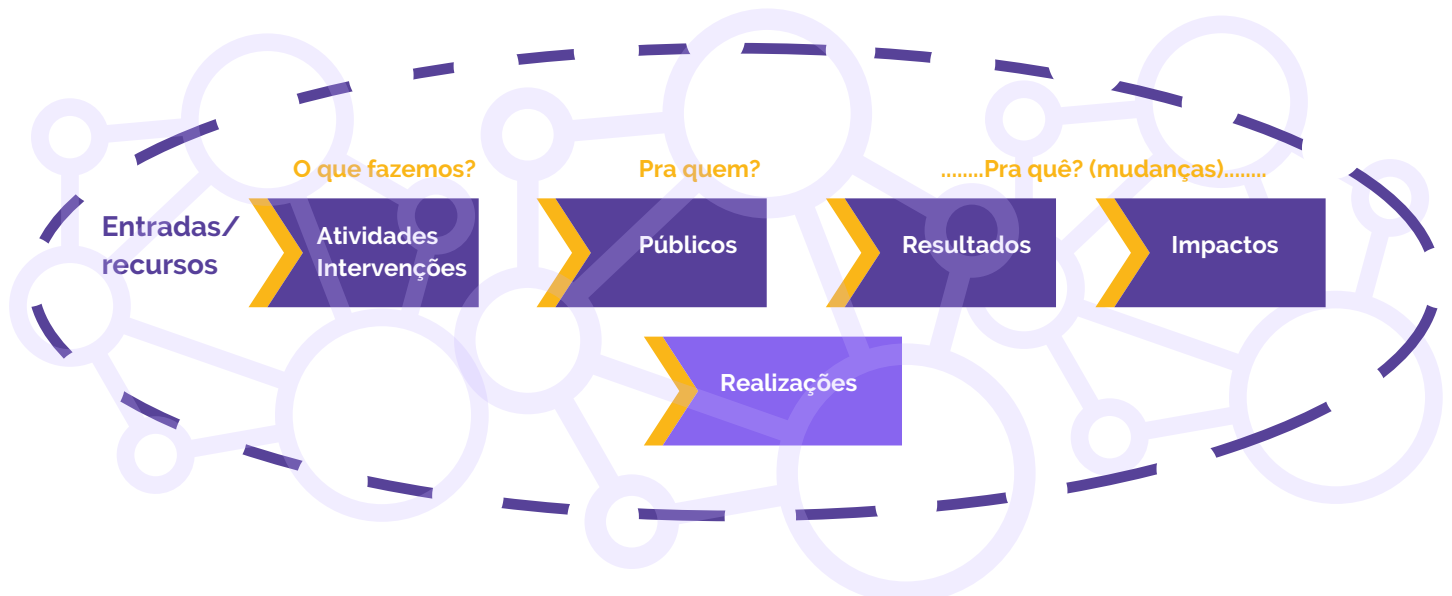 O que fazemos?
Pra quem?
........Pra quê? (mudanças)........
Entradas/
recursos
Atividades
Intervenções
Públicos
Resultados
Impactos
Realizações